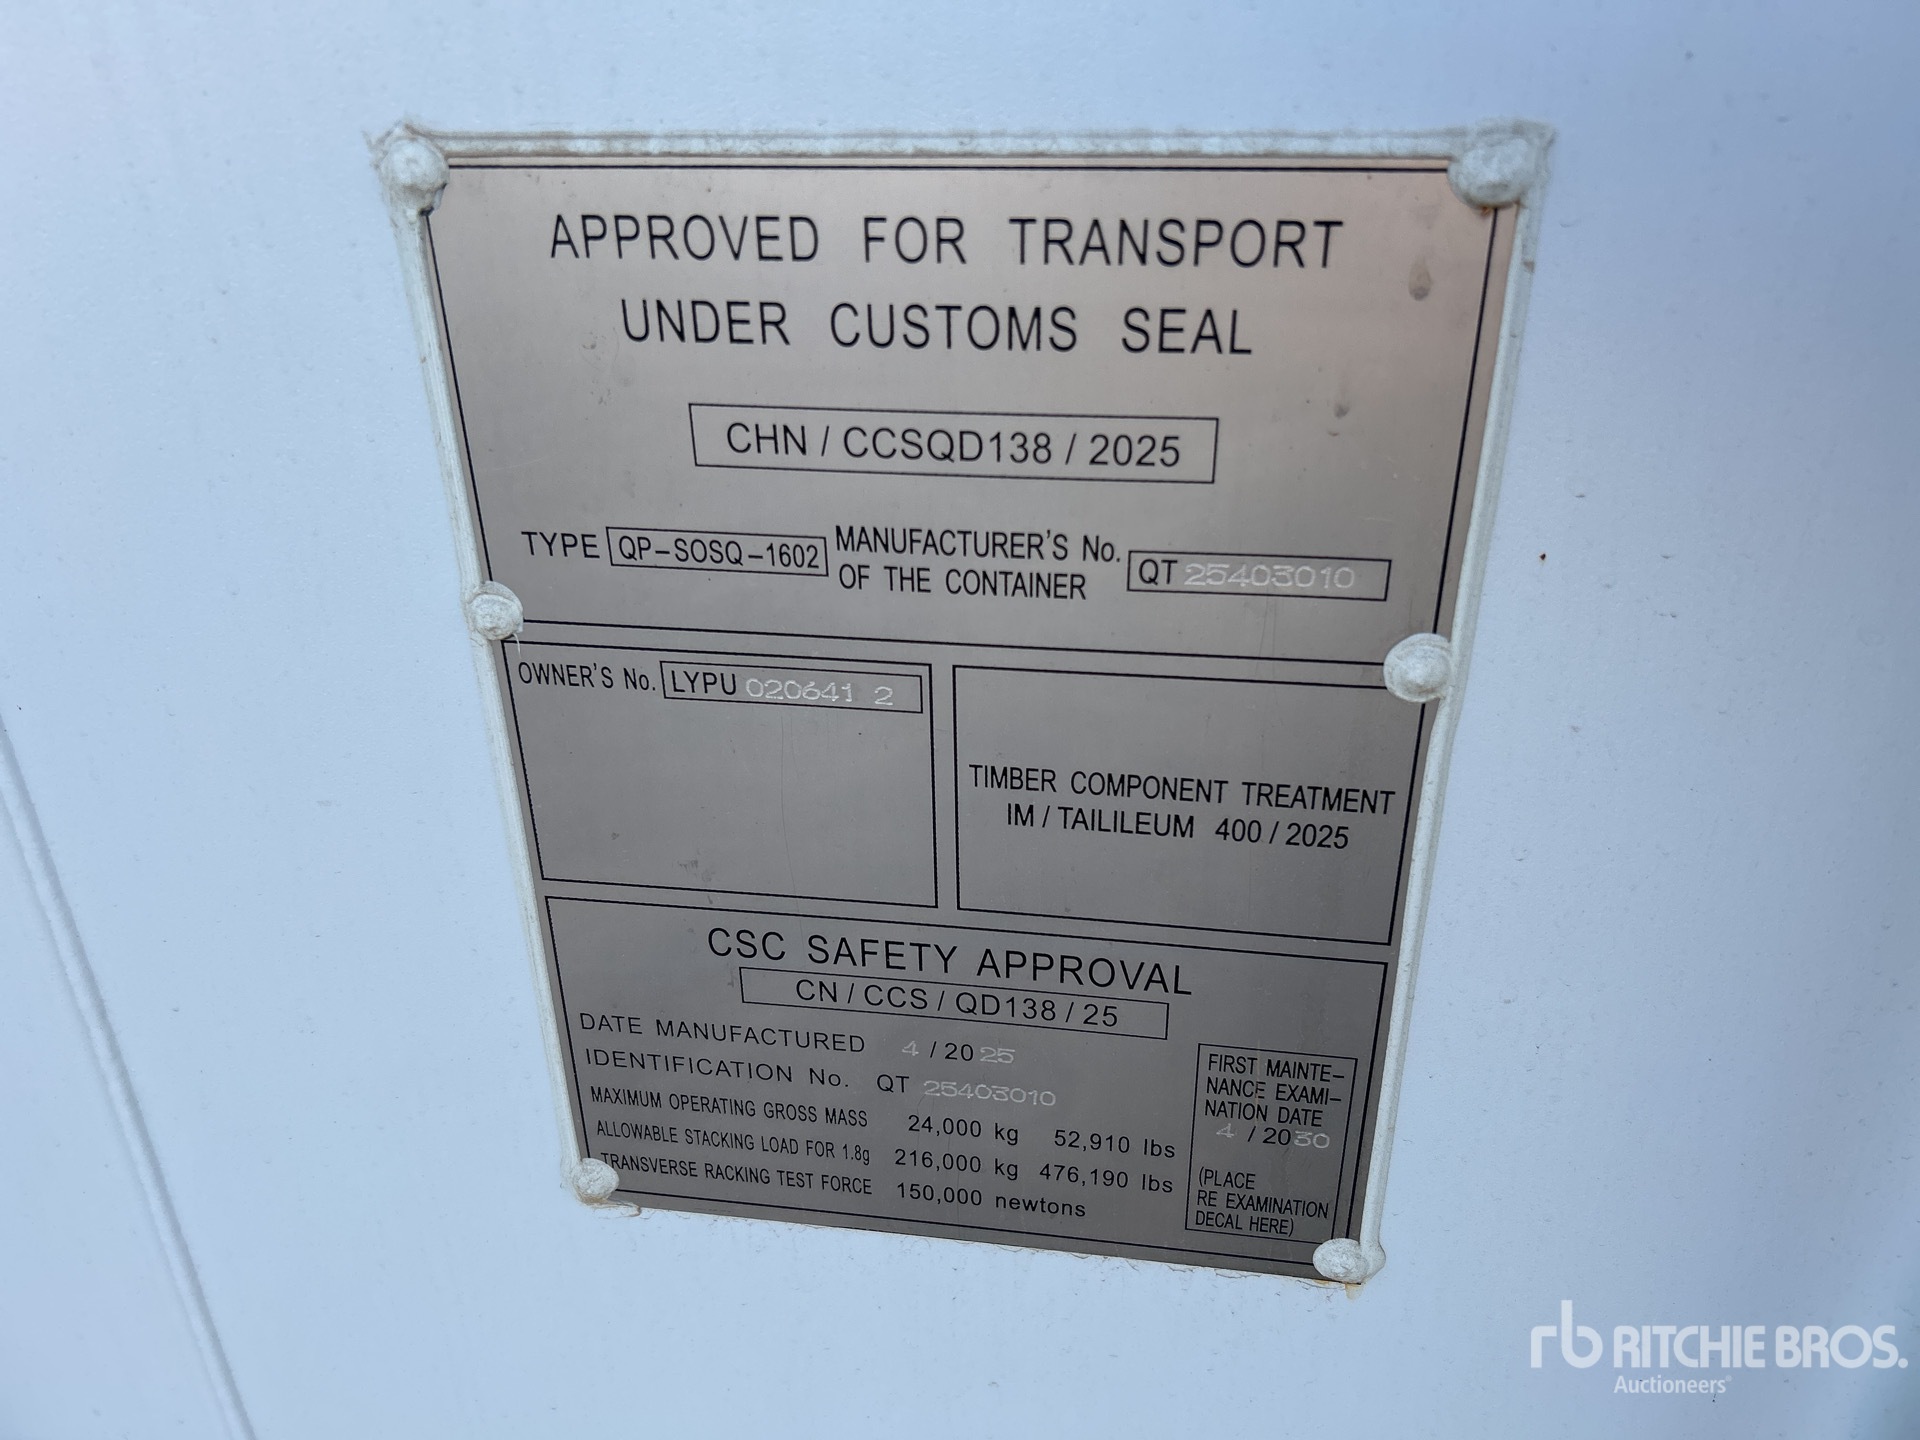 APPROVED FOR TRANSPORT
UNDER CUSTOMS SEAL
CHN / CCSQD138 / 2025
TYPE QP-SOSQ-1602 MANUFACTURER'S No. OF THE CONTAINER QT 25403010
OWNER'S No. LYPU 020641 2
TIMBER COMPONENT TREATMENT
IM / TAILILEUM 400 / 2025
CSC SAFETY APPROVAL
CN / CCS / QD138 / 25
DATE MANUFACTURED 4 / 2025
IDENTIFICATION No. QT 25403010
MAXIMUM OPERATING GROSS MASS 24,000 kg 52,910 lbs
ALLOWABLE STACKING LOAD FOR 1.8g 216,000 kg 476,190 lbs
TRANSVERSE RACKING TEST FORCE 150,000 newtons
FIRST MAINTE-
NANCE EXAMI-
NATION DATE
4 / 2030
(PLACE
RE EXAMINATION
DECAL HERE)
rb RITCHIE BROS.
Auctioneers